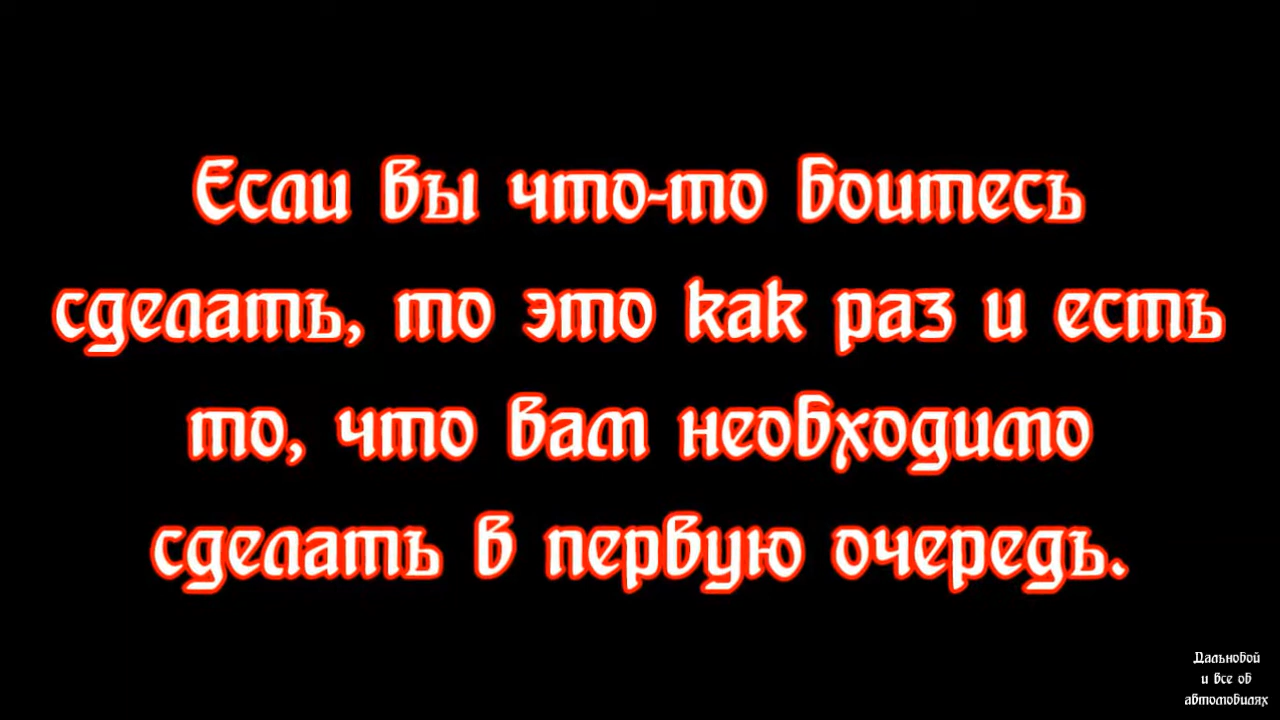 Если вы что-то боитесь
сделать, то это как раз и есть
то, что вам необходимо
сделать в первую очередь.
Дальнобой
и все об
автомобилях